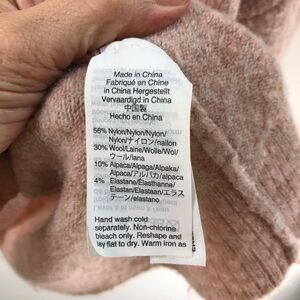 Made in China
Fabriqué en Chine
in China Hergestellt
Vervaardigd in China
中国製
Hecho en China
56% Nylon/Nylon/Nylon/
Nylon/ナイロン/nailon
30% Wool/Laine/Wolle/Wol/
ウール/lana
10% Alpaca/Alpaga/Alpaka/
Alpaca/アルパカ/alpaca
4% Elastane/Élasthanne/
Elastan/Elastaan/エラス
テーン/elastano
Hand wash cold
separately. Non-chlorine
bleach only. Reshape and
lay flat to dry. Warm iron as